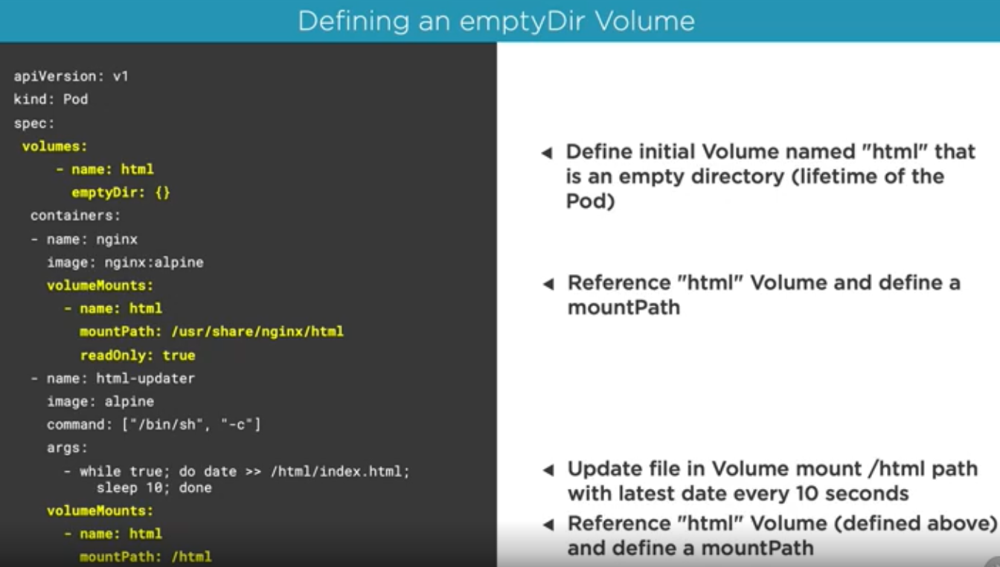 Defining an emptyDir Volume
apiVersion: v1
kind: Pod
spec:
volumes:
- name: html
emptyDir: {}
containers:
- name: nginx
image: nginx:alpine
volumeMounts:
- name: html
mountPath: /usr/share/nginx/html
readOnly: true
- name: html-updater
image: alpine
command: ["/bin/sh", "-c"]
args:
- while true; do date >> /html/index.html;
sleep 10; done
volumeMounts:
- name: html
mountPath: /html
◄ Define initial Volume named "html" that
is an empty directory (lifetime of the
Pod)
◄ Reference "html" Volume and define a
mountPath
◄ Update file in Volume mount /html path
with latest date every 10 seconds
◄ Reference "html" Volume (defined above)
and define a mountPath